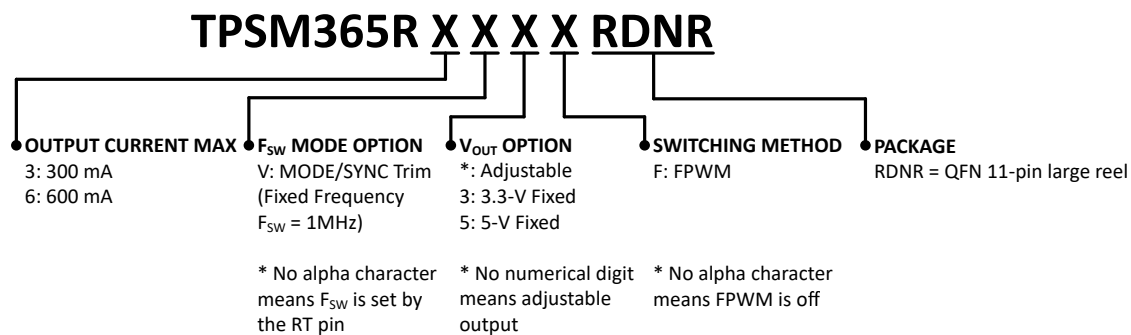 TPSM365R X X X X RDNR
OUTPUT CURRENT MAX
3: 300 mA
6: 600 mA
FSW MODE OPTION
V: MODE/SYNC Trim
(Fixed Frequency
FSW = 1MHz)
* No alpha character
means FSW is set by
the RT pin
VOUT OPTION
*: Adjustable
3: 3.3-V Fixed
5: 5-V Fixed
* No numerical digit
means adjustable
output
SWITCHING METHOD
F: FPWM
* No alpha character
means FPWM is off
PACKAGE
RDNR = QFN 11-pin large reel